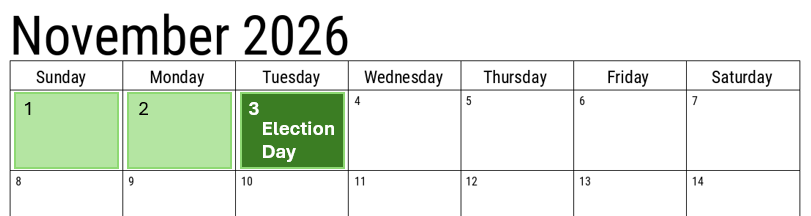 November 2026
Sunday Monday Tuesday Wednesday Thursday Friday Saturday
1 2 3 4 5 6 7
Election
Day
8 9 10 11 12 13 14